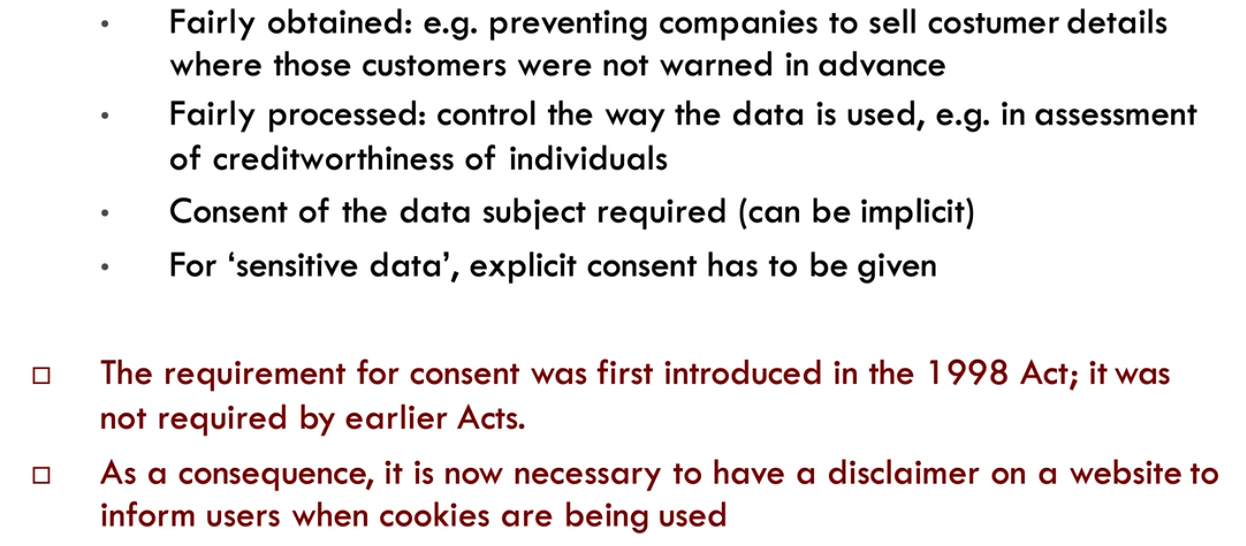 • Fairly obtained: e.g. preventing companies to sell costumer details
where those customers were not warned in advance
• Fairly processed: control the way the data is used, e.g. in assessment
of creditworthiness of individuals
• Consent of the data subject required (can be implicit)
• For ‘sensitive data’, explicit consent has to be given
□ The requirement for consent was first introduced in the 1998 Act; it was
not required by earlier Acts.
□ As a consequence, it is now necessary to have a disclaimer on a website to
inform users when cookies are being used